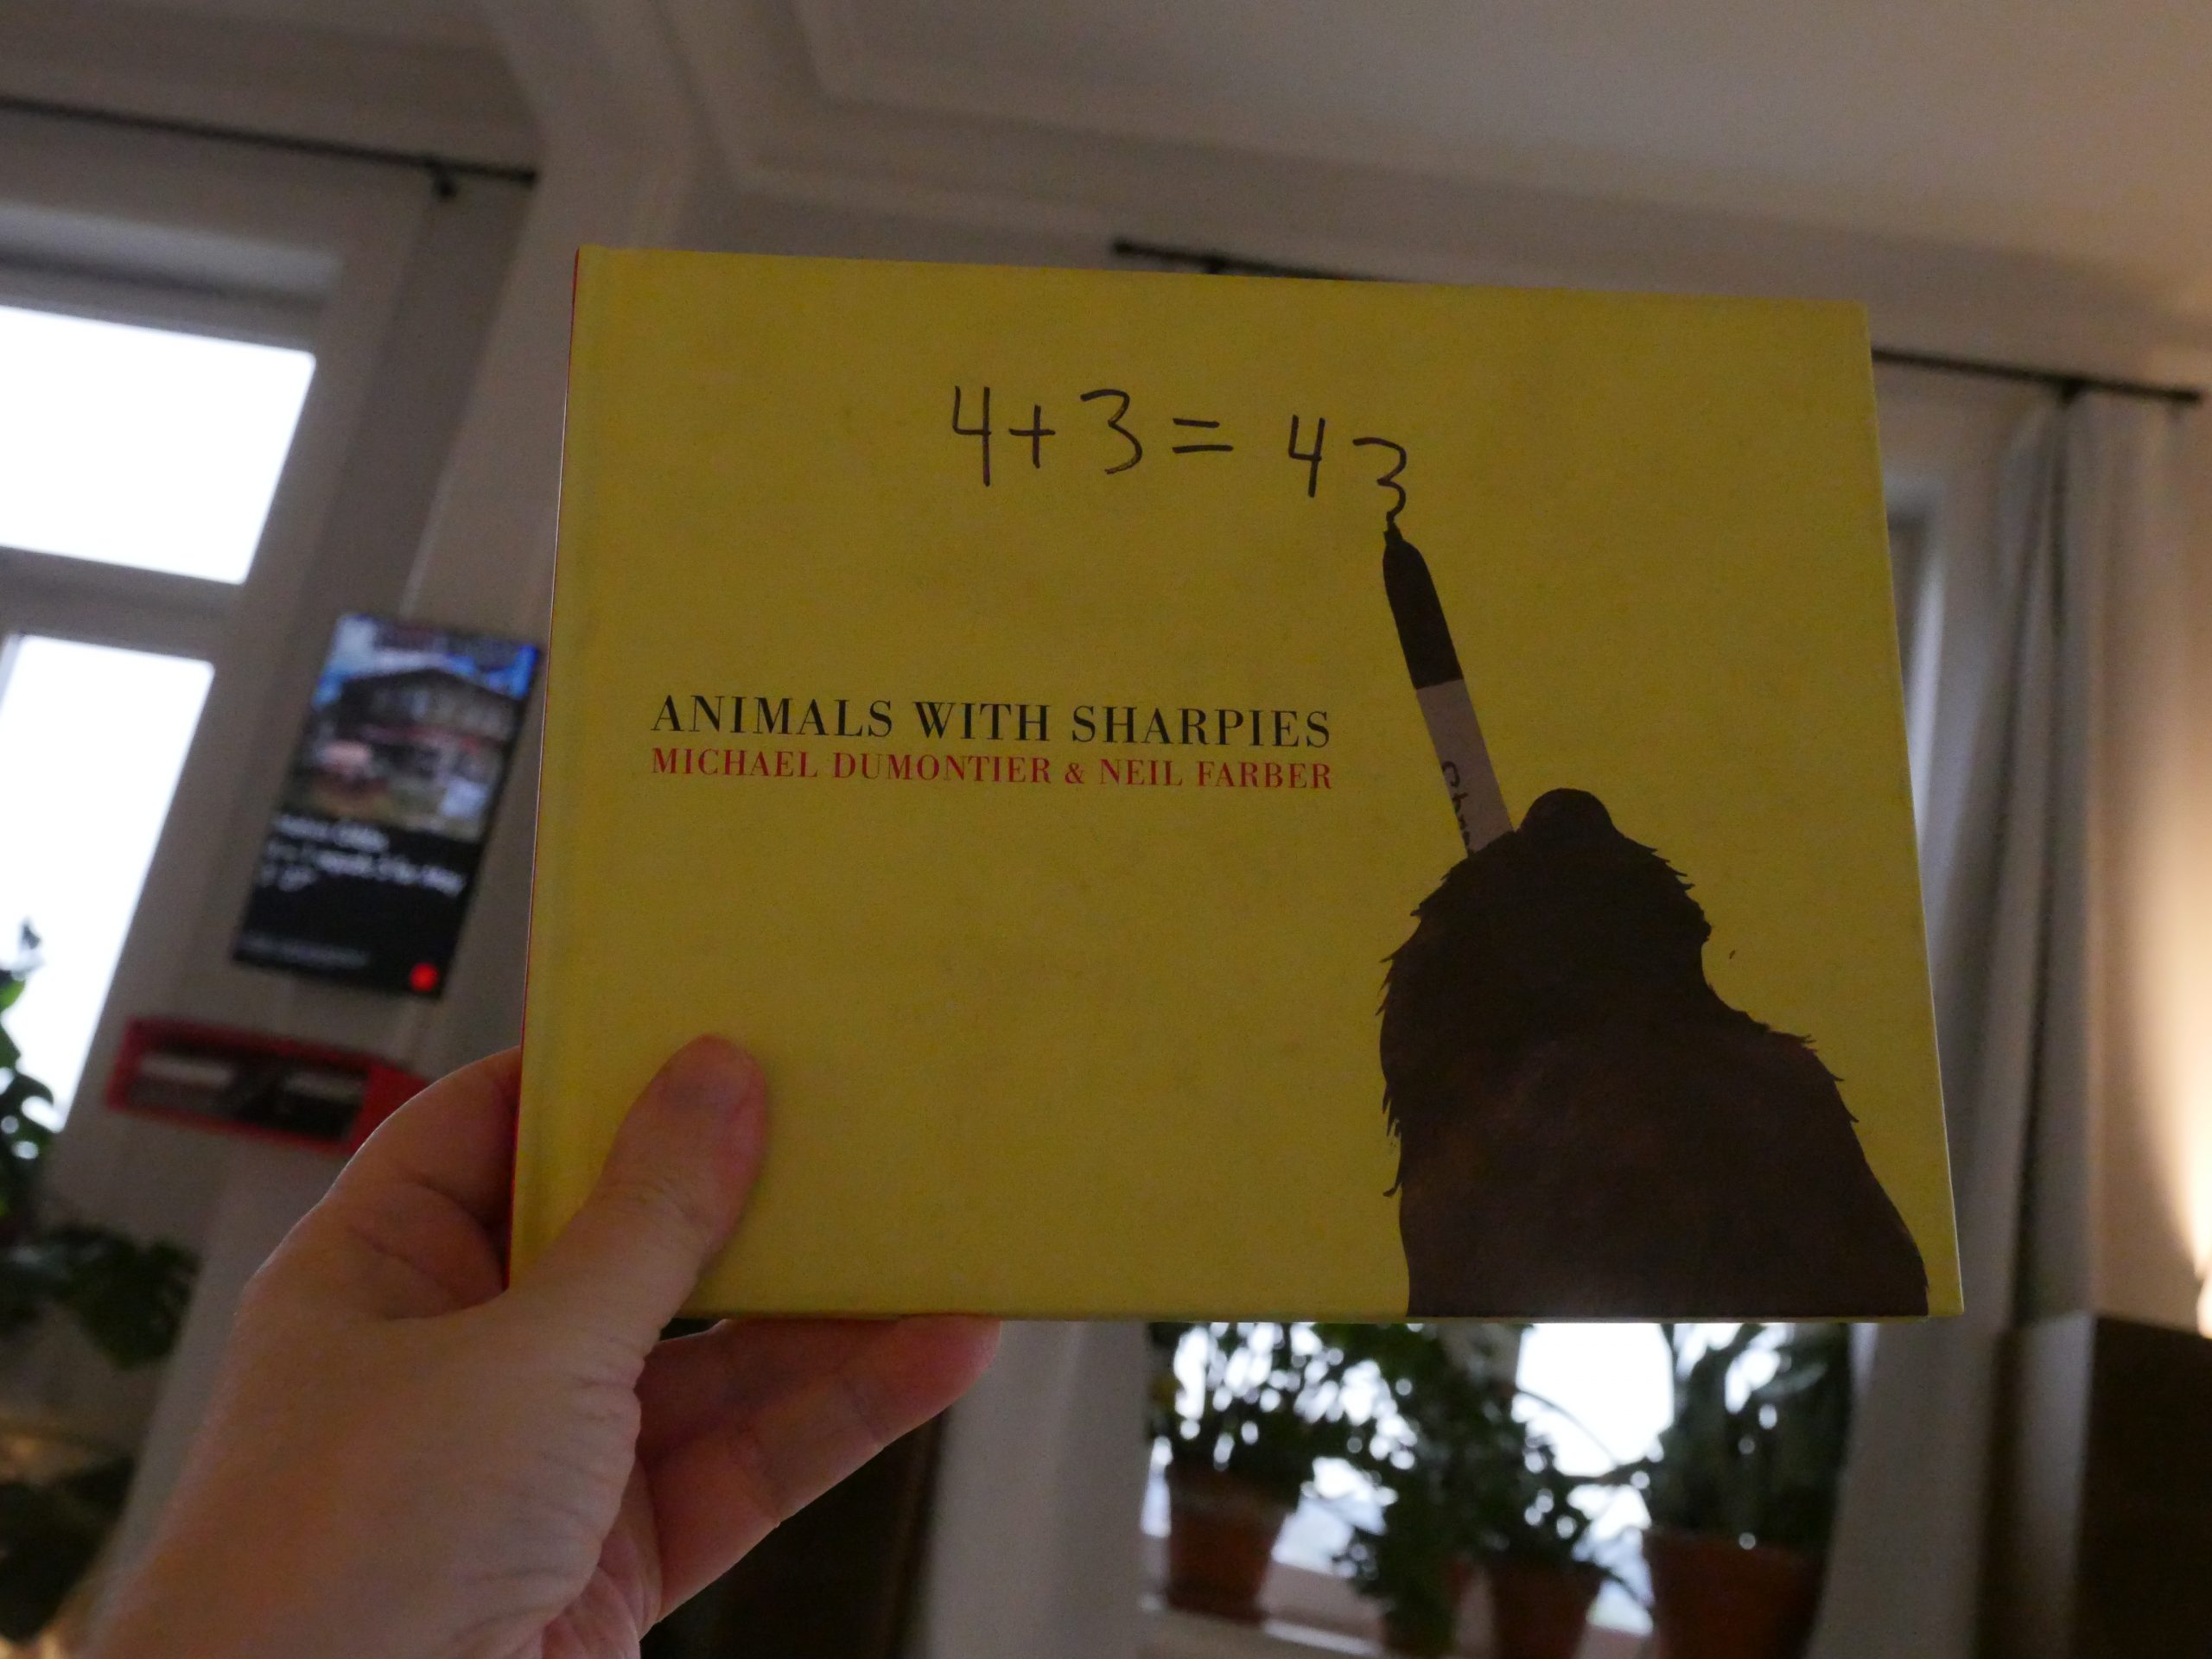 4+3=43
ANIMALS WITH SHARPIES
MICHAEL DUMONTIER & NEIL FARBER